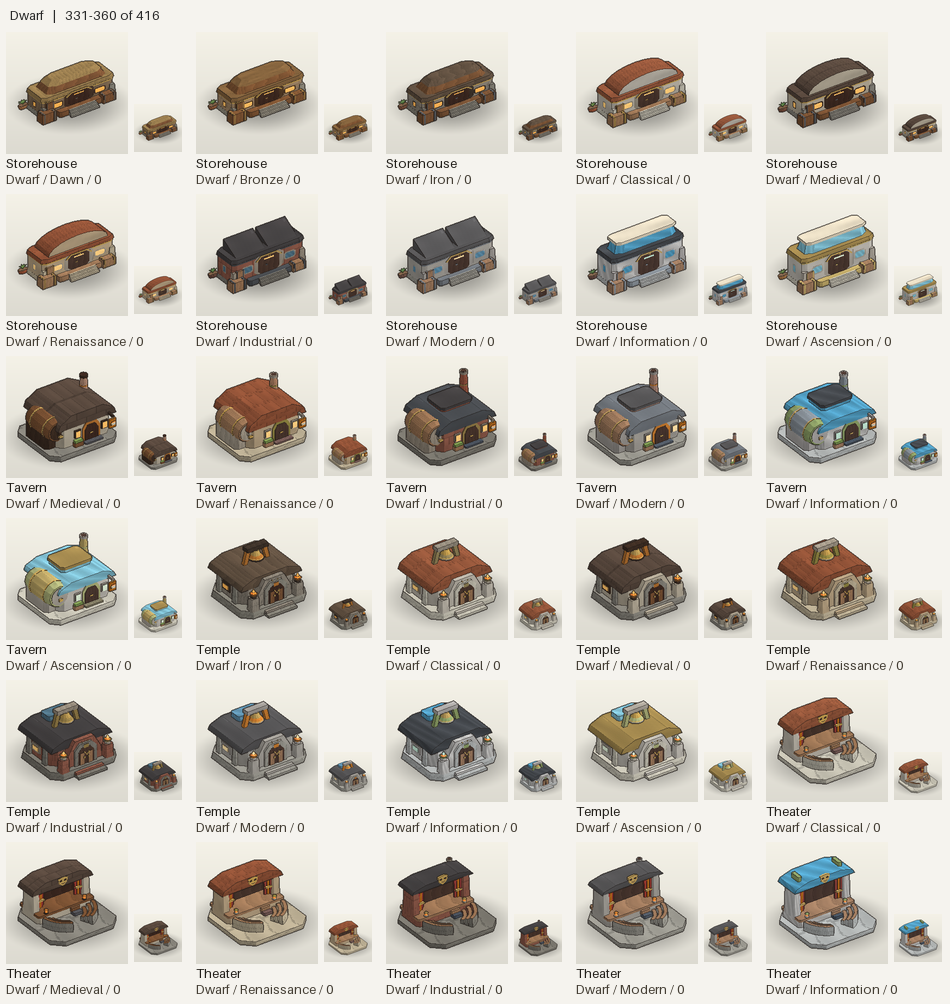 Dwarf | 331-360 of 416
Storehouse
Dwarf / Dawn / 0
Storehouse
Dwarf / Bronze / 0
Storehouse
Dwarf / Iron / 0
Storehouse
Dwarf / Classical / 0
Storehouse
Dwarf / Medieval / 0
Storehouse
Dwarf / Renaissance / 0
Storehouse
Dwarf / Industrial / 0
Storehouse
Dwarf / Modern / 0
Storehouse
Dwarf / Information / 0
Storehouse
Dwarf / Ascension / 0
Tavern
Dwarf / Medieval / 0
Tavern
Dwarf / Renaissance / 0
Tavern
Dwarf / Industrial / 0
Tavern
Dwarf / Modern / 0
Tavern
Dwarf / Information / 0
Tavern
Dwarf / Ascension / 0
Temple
Dwarf / Iron / 0
Temple
Dwarf / Classical / 0
Temple
Dwarf / Medieval / 0
Temple
Dwarf / Renaissance / 0
Temple
Dwarf / Industrial / 0
Temple
Dwarf / Modern / 0
Temple
Dwarf / Information / 0
Temple
Dwarf / Ascension / 0
Theater
Dwarf / Classical / 0
Theater
Dwarf / Medieval / 0
Theater
Dwarf / Renaissance / 0
Theater
Dwarf / Industrial / 0
Theater
Dwarf / Modern / 0
Theater
Dwarf / Information / 0